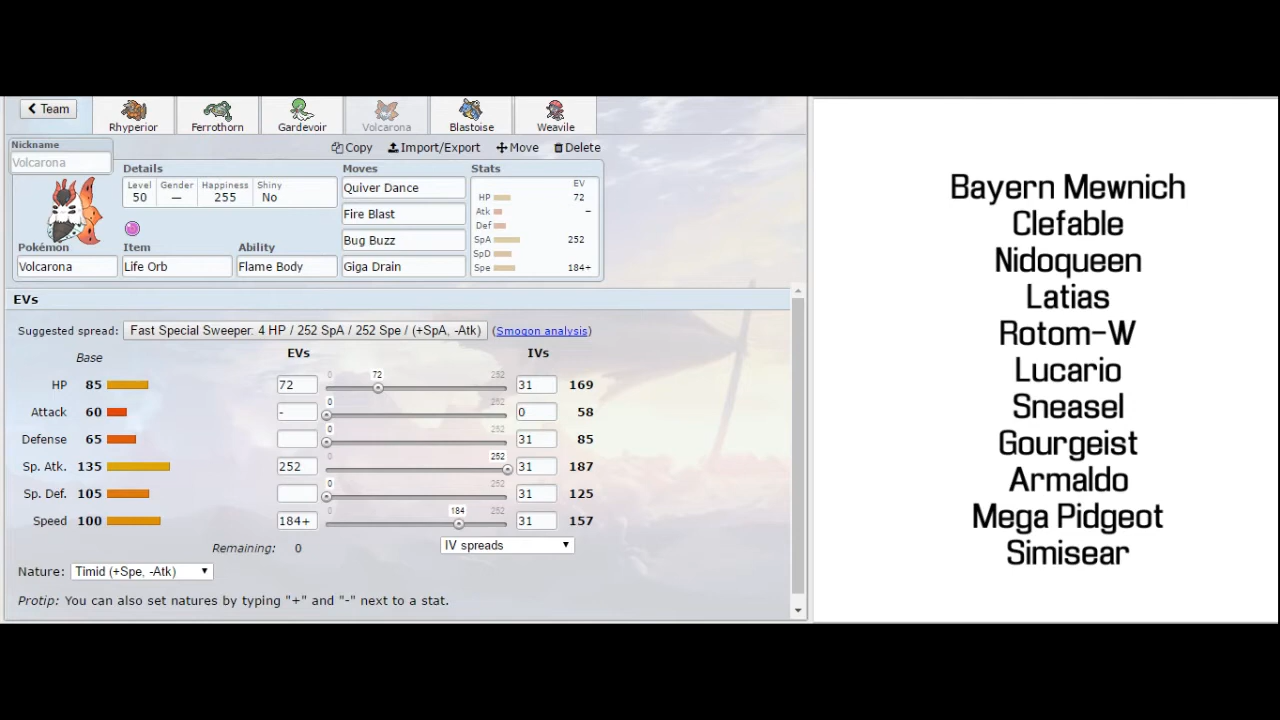 Team
Rhyperior
Ferrothorn
Gardevoir
Volcarona
Blastoise
Weavile
Nickname
Volcarona
Copy Import/Export Move Delete
Details
Level Gender Happiness Shiny
50 — 255 No
Moves
Quiver Dance
Fire Blast
Bug Buzz
Giga Drain
Stats
EV
HP 72
Atk –
Def
SpA 252
SpD
Spe 184+
Pokémon
Volcarona
Item
Life Orb
Ability
Flame Body
EVs
Suggested spread: Fast Special Sweeper: 4 HP / 252 SpA / 252 Spe / (+SpA, -Atk) (Smogon analysis)
Base EVs IVs
HP 85 72 0 72 252 31 169
Attack 60 - 0 252 0 58
Defense 65 0 252 31 85
Sp. Atk. 135 252 252 31 187
Sp. Def. 105 0 252 31 125
Speed 100 184+ 0 184 252 31 157
Remaining: 0 IV spreads
Nature: Timid (+Spe, -Atk)
Protip: You can also set natures by typing "+" and "-" next to a stat.
Bayern Mewnich
Clefable
Nidoqueen
Latias
Rotom-W
Lucario
Sneasel
Gourgeist
Armaldo
Mega Pidgeot
Simisear